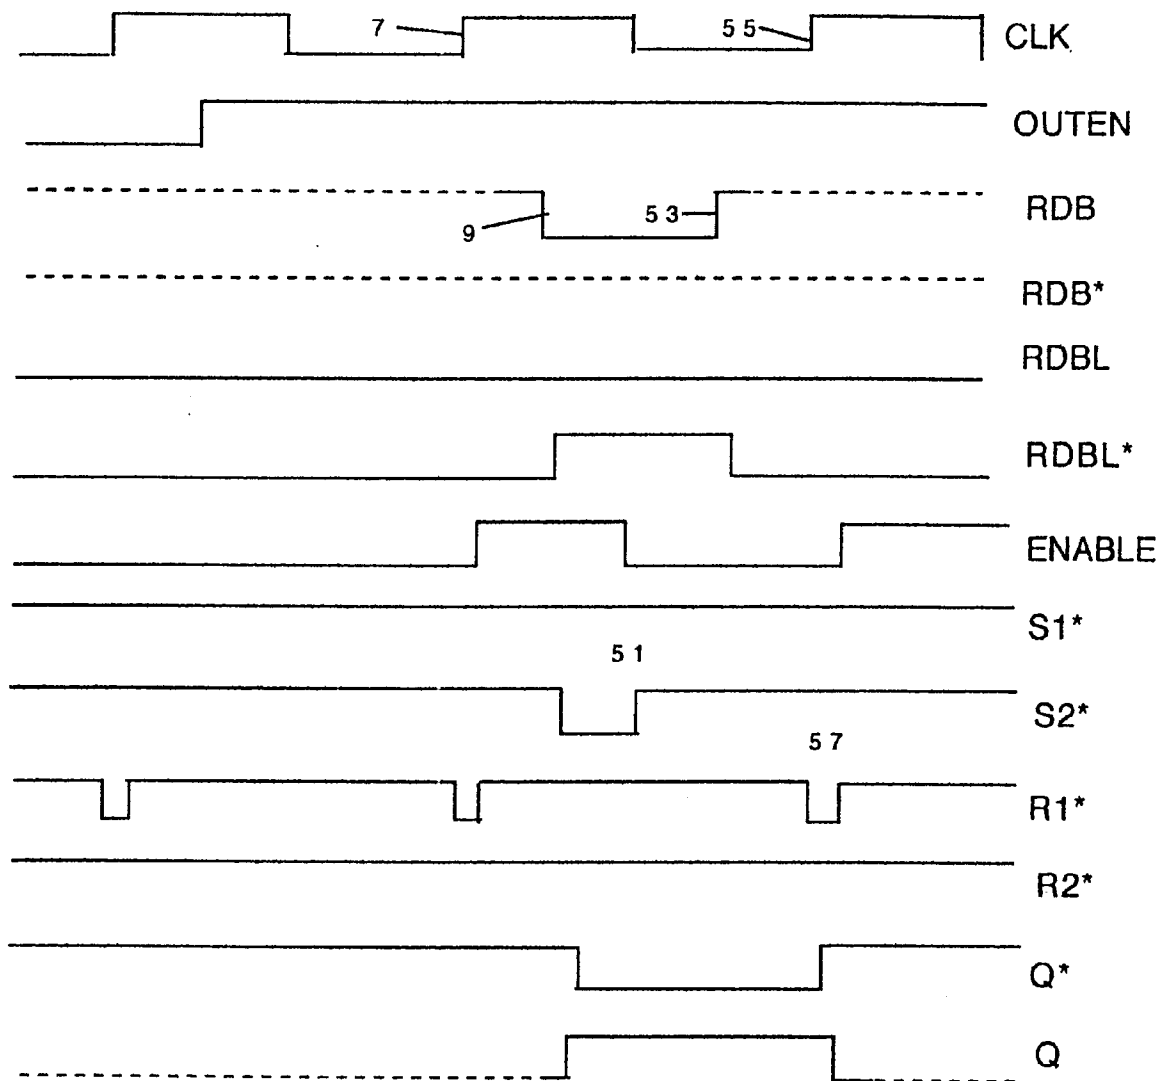 7
5 5
CLK
OUTEN
RDB
9
5 3
RDB*
RDBL
RDBL*
ENABLE
S1*
5 1
S2*
5 7
R1*
R2*
Q*
Q